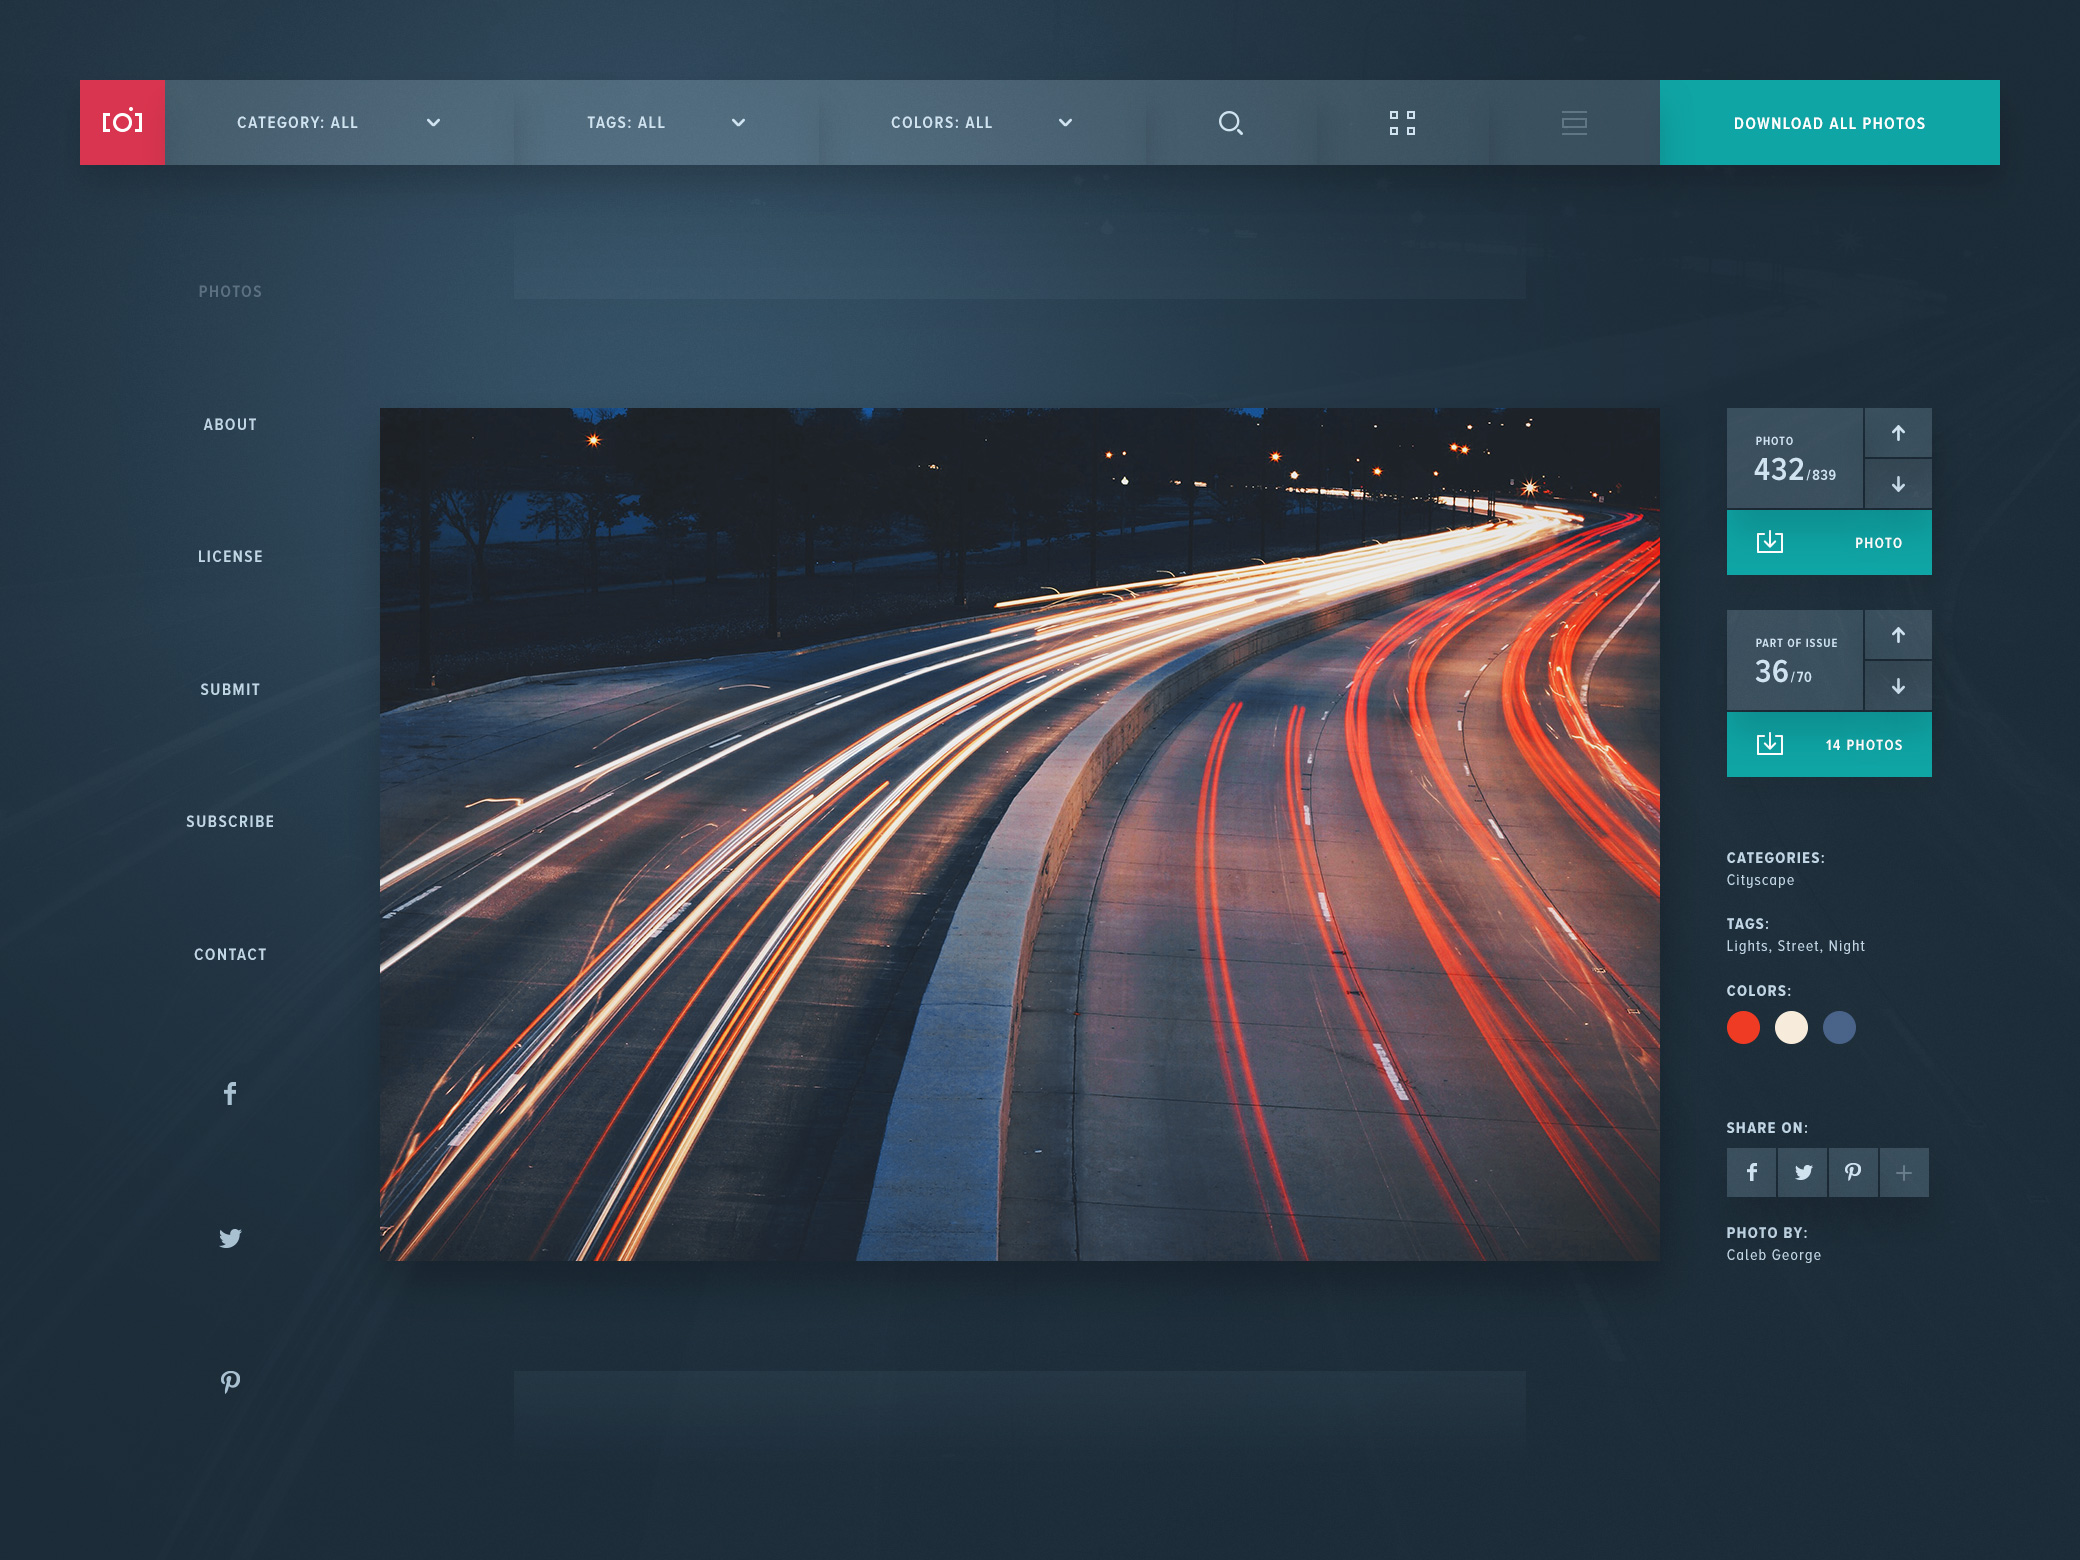 CATEGORY: ALL
TAGS: ALL
COLORS: ALL
DOWNLOAD ALL PHOTOS
PHOTOS
ABOUT
LICENSE
SUBMIT
SUBSCRIBE
CONTACT
PHOTO
432/839
PHOTO
PART OF ISSUE
36/70
14 PHOTOS
CATEGORIES:
Cityscape
TAGS:
Lights, Street, Night
COLORS:
SHARE ON:
PHOTO BY:
Caleb George